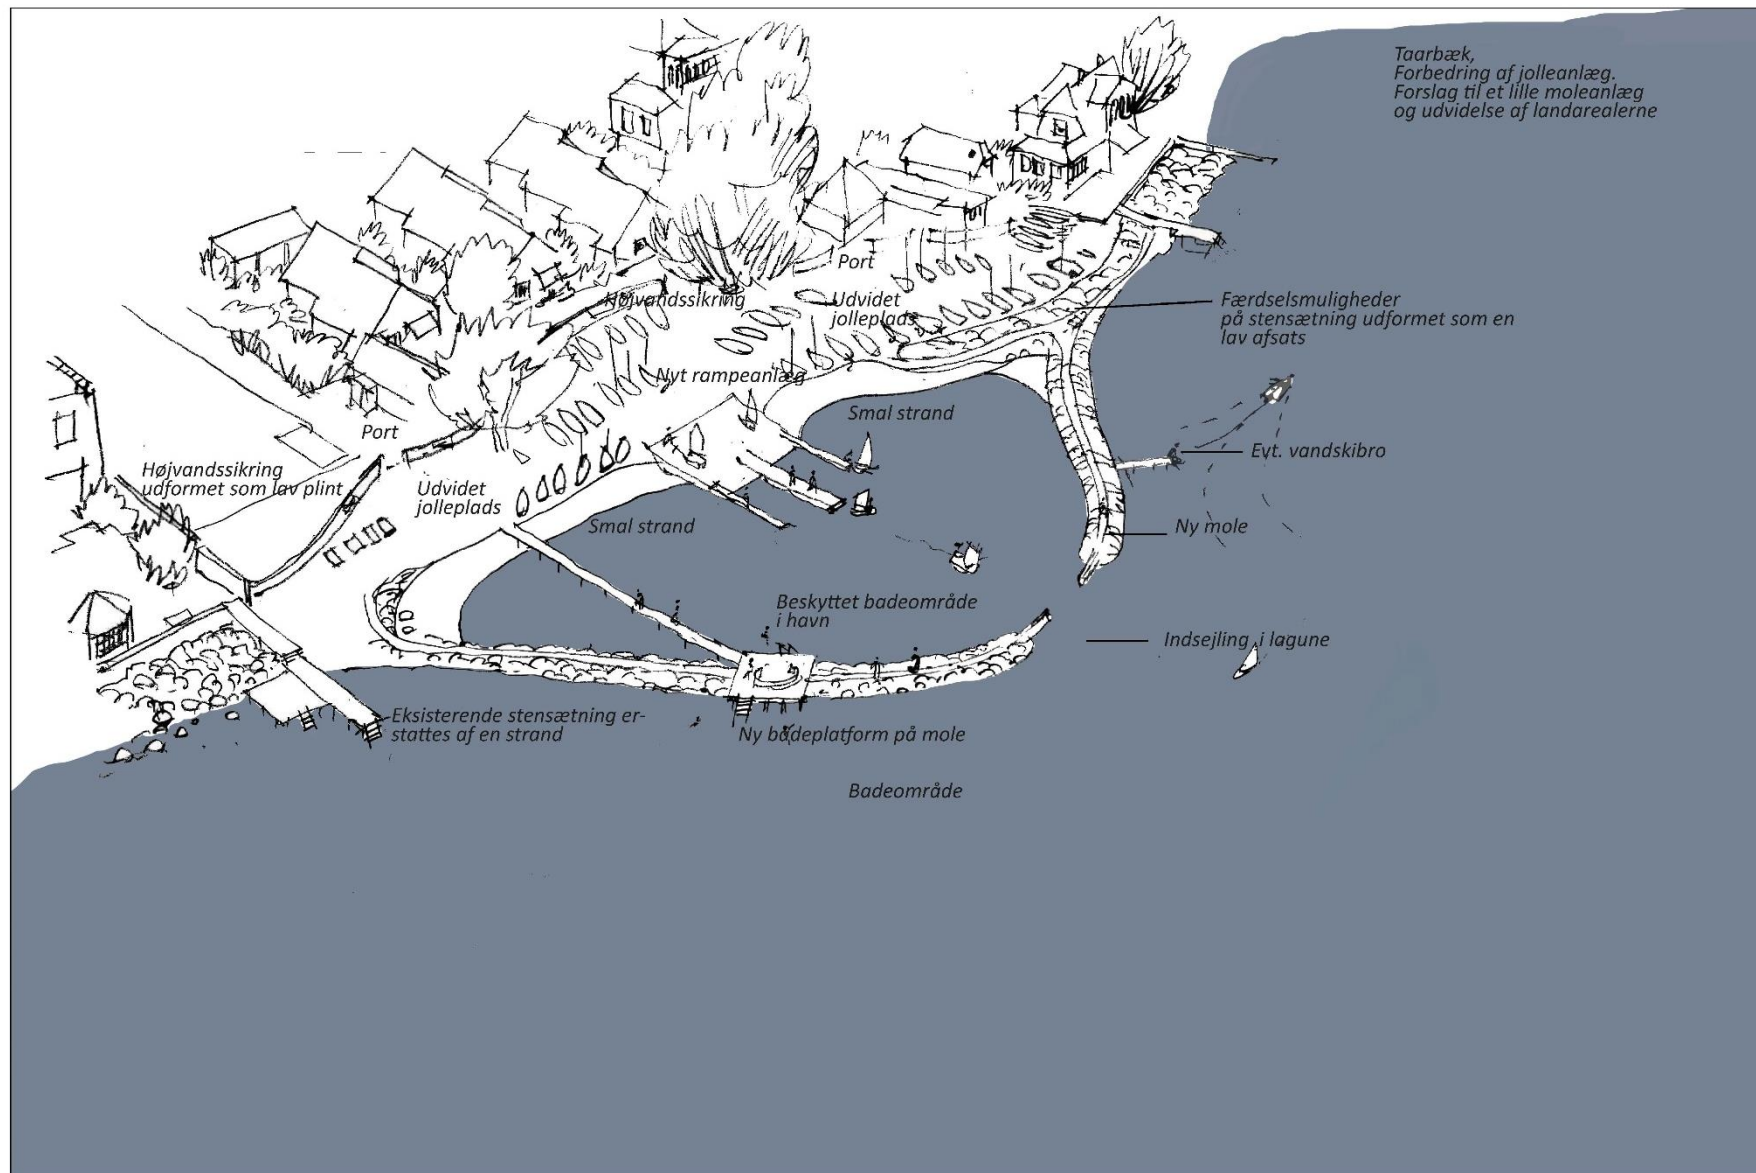 Taarbæk,
Forbedring af jolleanlæg.
Forslag til et lille moleanlæg
og udvidelse af landarealerne
Port
Højvandssikring
Udvidet
jolleplads
Færdselsmuligheder
på stensætning udformet som en
lav afsats
Nyt rampeanlæg
Smal strand
Port
Evt. vandskibro
Højvandssikring
udformet som lav plint
Udvidet
jolleplads
Smal strand
Ny mole
Beskyttet badeområde
i havn
Indsejling i lagune
Eksisterende stensætning er-
stattes af en strand
Ny badeplatform på mole
Badeområde